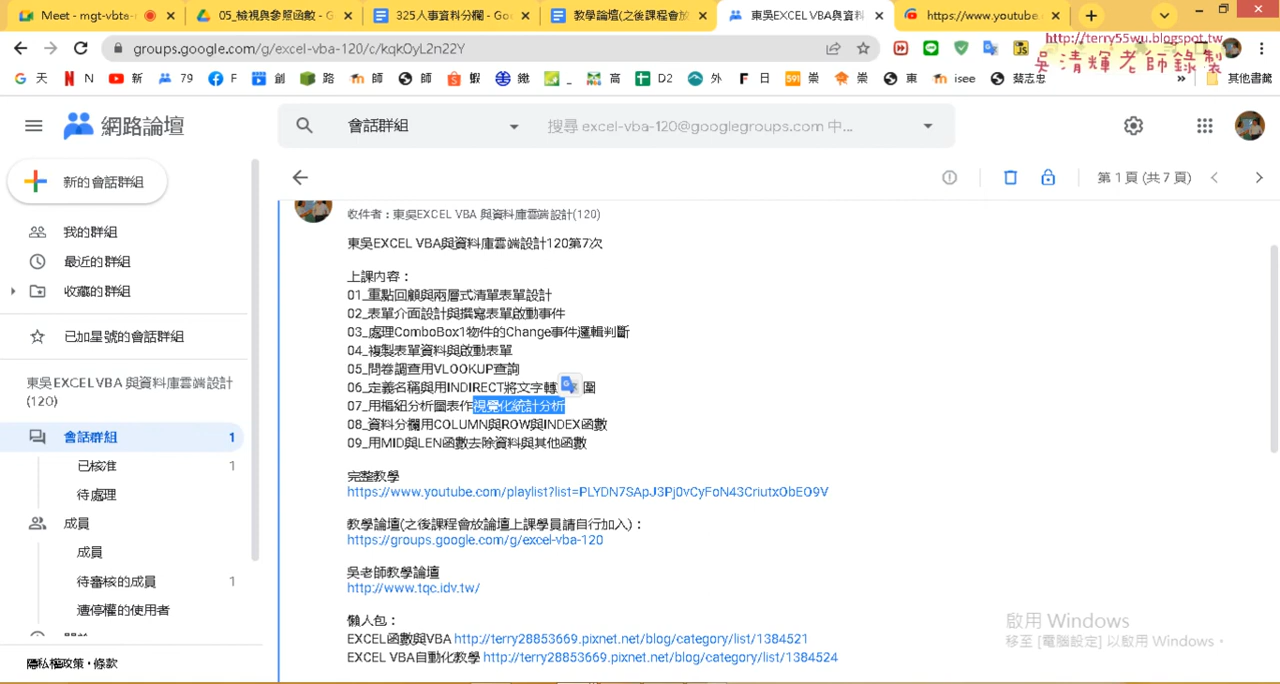 Meet - mgt-vbte-
05_檢視與參照函數 - G
325人事資料分欄 - Go
教學論壇(之後課程會放
東吳EXCEL VBA與資料
https://www.youtube.
groups.google.com/g/excel-vba-120/c/kqkOyL2n22Y
http://terry55wu.blogspot.tw
吳清輝老師錄製
天 N 新 79 F 創 路 師 師 蝦 鐵 _ 高 D2 外 日 崇 崇 東 isee 蔡志忠 » 其他書籤
網路論壇
會話群組
搜尋 excel-vba-120@googlegroups.com 中...
新的會話群組
第 1 頁 (共 7 頁)
我的群組
最近的群組
收藏的群組
已加星號的會話群組
東吳EXCELVBA 與資料庫雲端設計
(120)
會話群組 1
已核准 1
待處理
成員
成員
待審核的成員 1
遭停權的使用者
隱私權政策 • 條款
收件者：東吳EXCEL VBA 與資料庫雲端設計(120)
東吳EXCEL VBA與資料庫雲端設計120第7次
上課內容：
01_重點回顧與兩層式清單表單設計
02_表單介面設計與撰寫表單啟動事件
03_處理ComboBox1物件的Change事件邏輯判斷
04_複製表單資料與啟動表單
05_問卷調查用VLOOKUP查詢
06_定義名稱與用INDIRECT將文字轉 圍
07_用樞紐分析圖表作視覺化統計分析
08_資料分欄用COLUMN與ROW與INDEX函數
09_用MID與LEN函數去除資料與其他函數
完整教學
https://www.youtube.com/playlist?list=PLYDN7SApJ3Pj0vCyFoN43CriutxObEO9V
教學論壇(之後課程會放論壇上課學員請自行加入)：
https://groups.google.com/g/excel-vba-120
吳老師教學論壇
http://www.tqc.idv.tw/
懶人包：
EXCEL函數與VBA http://terry28853669.pixnet.net/blog/category/list/1384521
EXCEL VBA自動化教學 http://terry28853669.pixnet.net/blog/category/list/1384524
啟用 Windows
移至 [電腦設定] 以啟用 Windows。